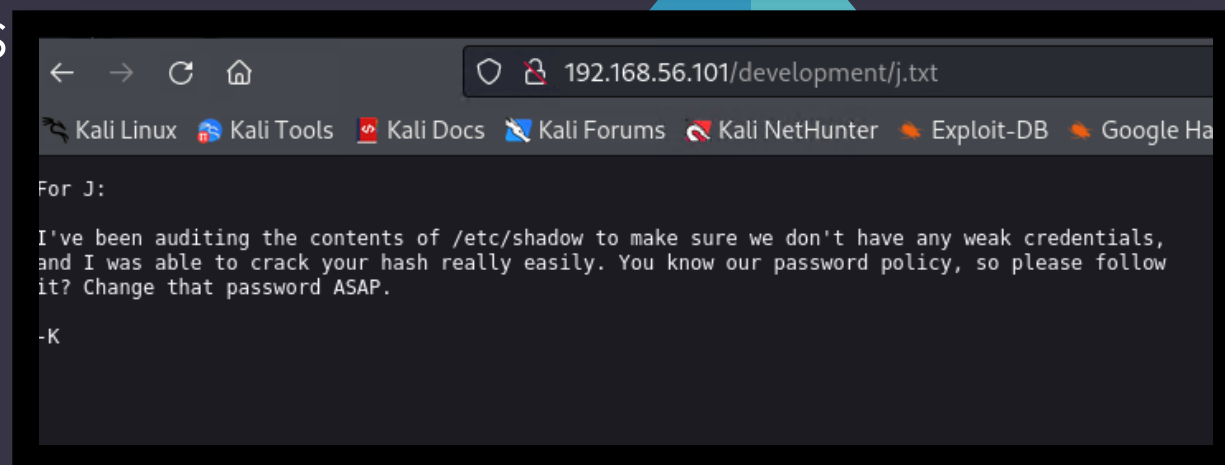 S
192.168.56.101/development/j.txt
Kali Linux Kali Tools Kali Docs Kali Forums Kali NetHunter Exploit-DB Google Ha
For J:
I've been auditing the contents of /etc/shadow to make sure we don't have any weak credentials,
and I was able to crack your hash really easily. You know our password policy, so please follow
it? Change that password ASAP.
-K